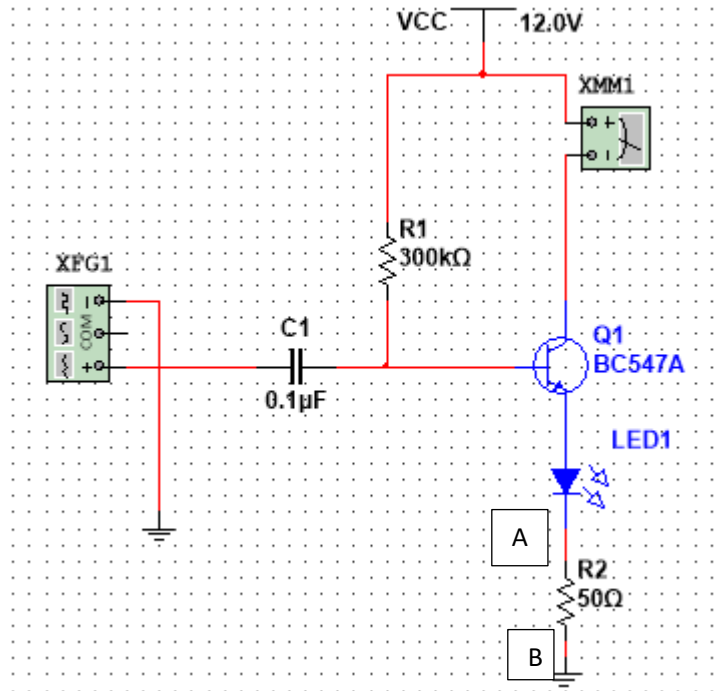 VCC 12.0V
XMM1
R1
300kΩ
XFG1
COM
C1
0.1µF
Q1
BC547A
LED1
A
R2
50Ω
B